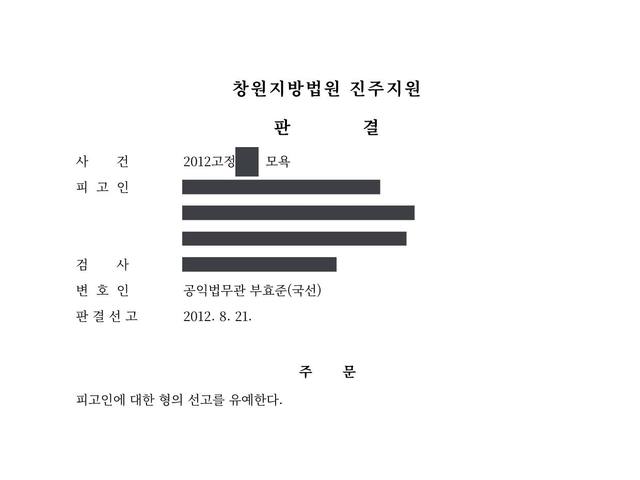 창원지방법원 진주지원
판 결
사 건 2012고정 모욕
피 고 인
검 사
변 호 인 공익법무관 부효준(국선)
판 결 선 고 2012. 8. 21.
주 문
피고인에 대한 형의 선고를 유예한다.